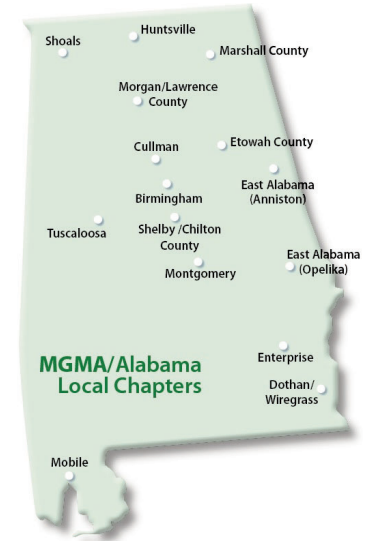 Huntsville
Shoals
Marshall County
Morgan/Lawrence
County
Cullman
Etowah County
East Alabama
(Anniston)
Birmingham
Tuscaloosa
Shelby /Chilton
County
East Alabama
(Opelika)
Montgomery
MGMA/Alabama
Local Chapters
Enterprise
Dothan/
Wiregrass
Mobile